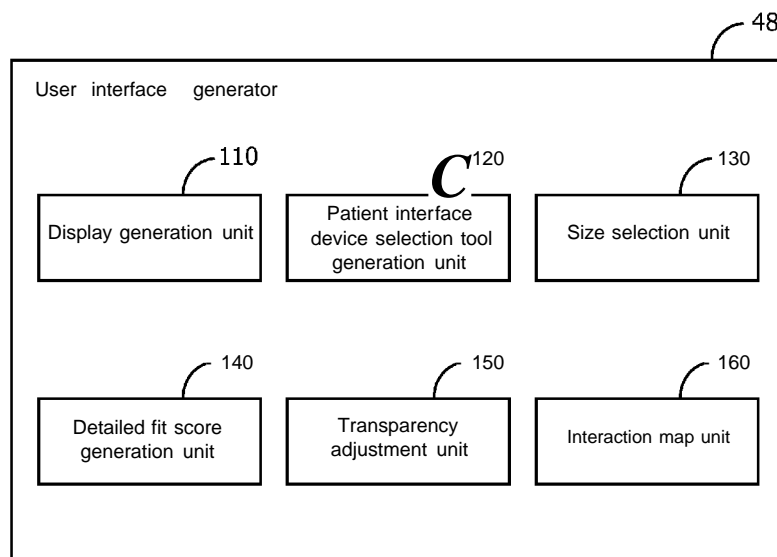 48
User interface generator
110
C 120
130
Display generation unit
Patient interface
device selection tool
generation unit
Size selection unit
140
150
160
Detailed fit score
generation unit
Transparency
adjustment unit
Interaction map unit